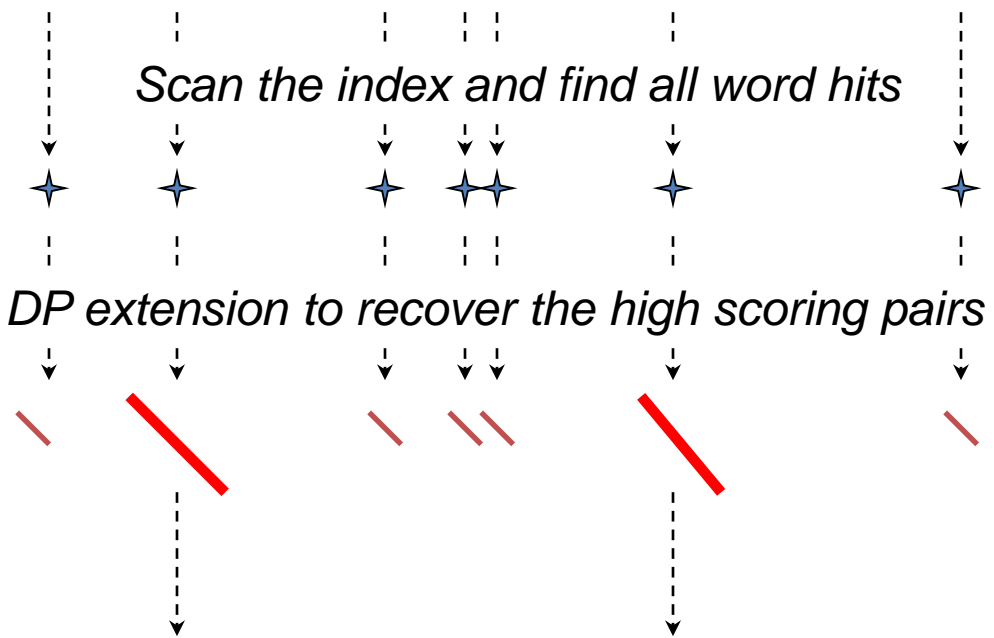 Scan the index and find all word hits
DP extension to recover the high scoring pairs